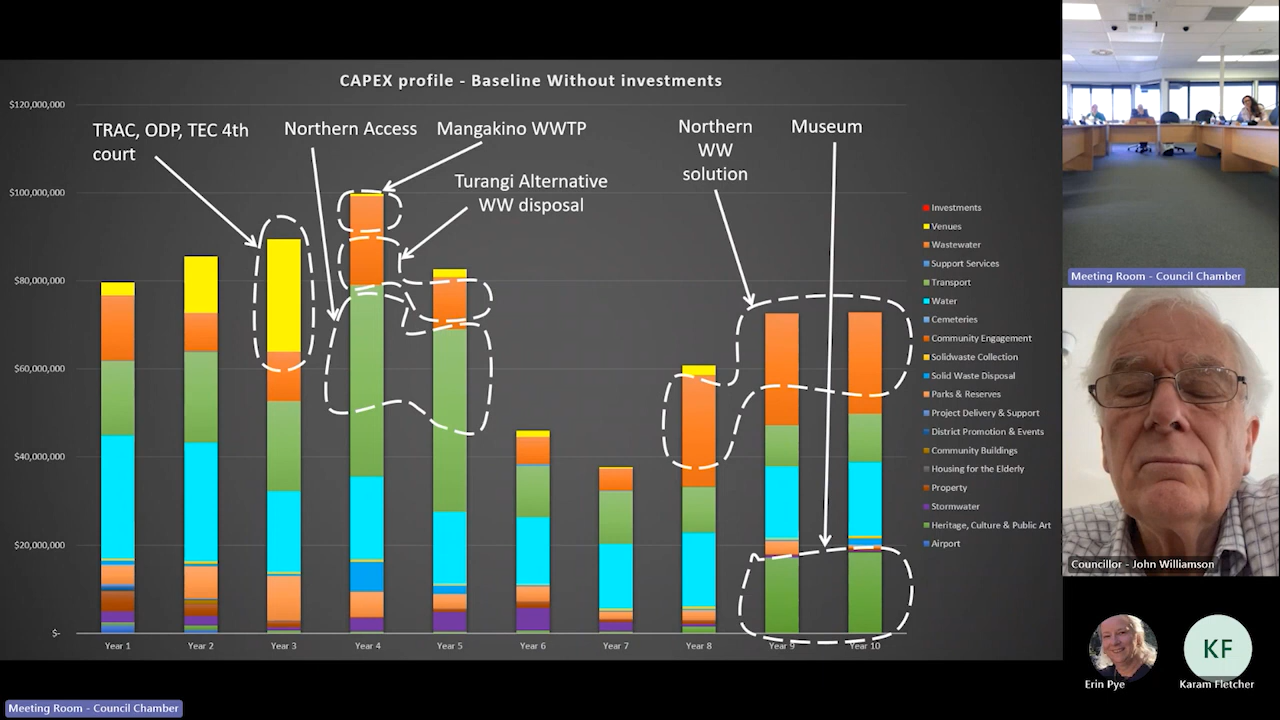 CAPEX profile - Baseline Without investments
$120,000,000
$100,000,000
$80,000,000
$60,000,000
$40,000,000
$20,000,000
$-
TRAC, ODP, TEC 4th
court
Northern Access
Mangakino WWTP
Turangi Alternative
WW disposal
Northern
WW
solution
Museum
Year 1
Year 2
Year 3
Year 4
Year 5
Year 6
Year 7
Year 8
Year 9
Year 10
Investments
Venues
Wastewater
Support Services
Transport
Water
Cemeteries
Community Engagement
Solidwaste Collection
Solid Waste Disposal
Parks & Reserves
Project Delivery & Support
District Promotion & Events
Community Buildings
Housing for the Elderly
Property
Stormwater
Heritage, Culture & Public Art
Airport
Meeting Room - Council Chamber
Councillor - John Williamson
KF
Erin Pye
Karam Fletcher
Meeting Room - Council Chamber